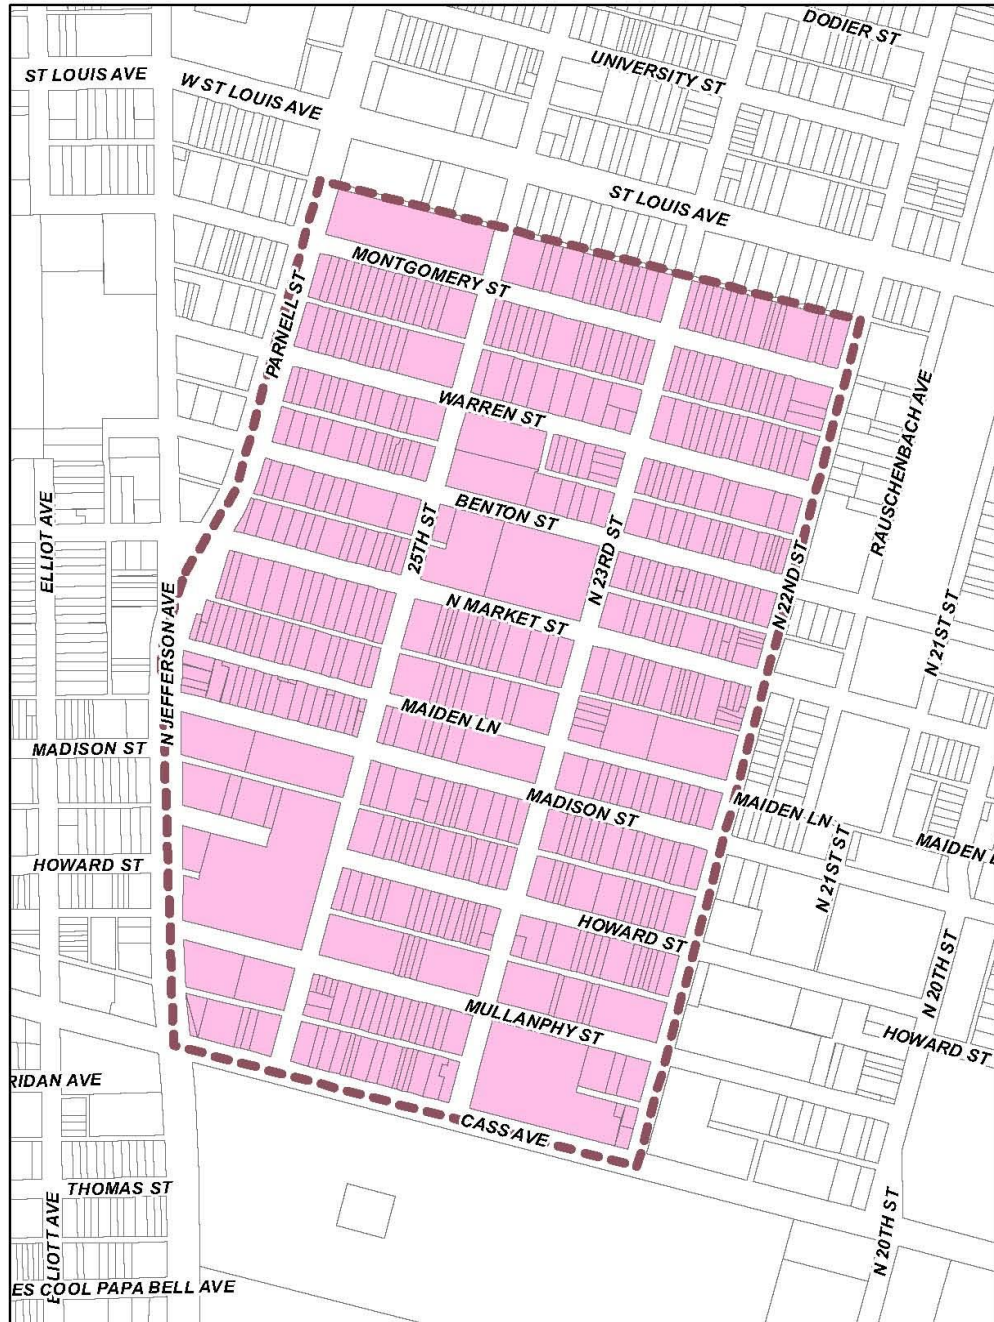 DODIER ST
UNIVERSITY ST
ST LOUIS AVE
W ST LOUIS AVE
ST LOUIS AVE
MONTGOMERY ST
PARNELL ST
WARREN ST
RAUSCHENBACH AVE
BENTON ST
ELLIOT AVE
25TH ST
N 23RD ST
N 22ND ST
N MARKET ST
N JEFFERSON AVE
N 21ST ST
MAIDEN LN
MADISON ST
MADISON ST
MAIDEN LN
MAIDEN L
HOWARD ST
N 21ST ST
HOWARD ST
N 20TH ST
MULLANPHY ST
HOWARD ST
RIDAN AVE
CASS AVE
THOMAS ST
ELLIOTT AVE
N 20TH ST
ES COOL PAPA BELL AVE